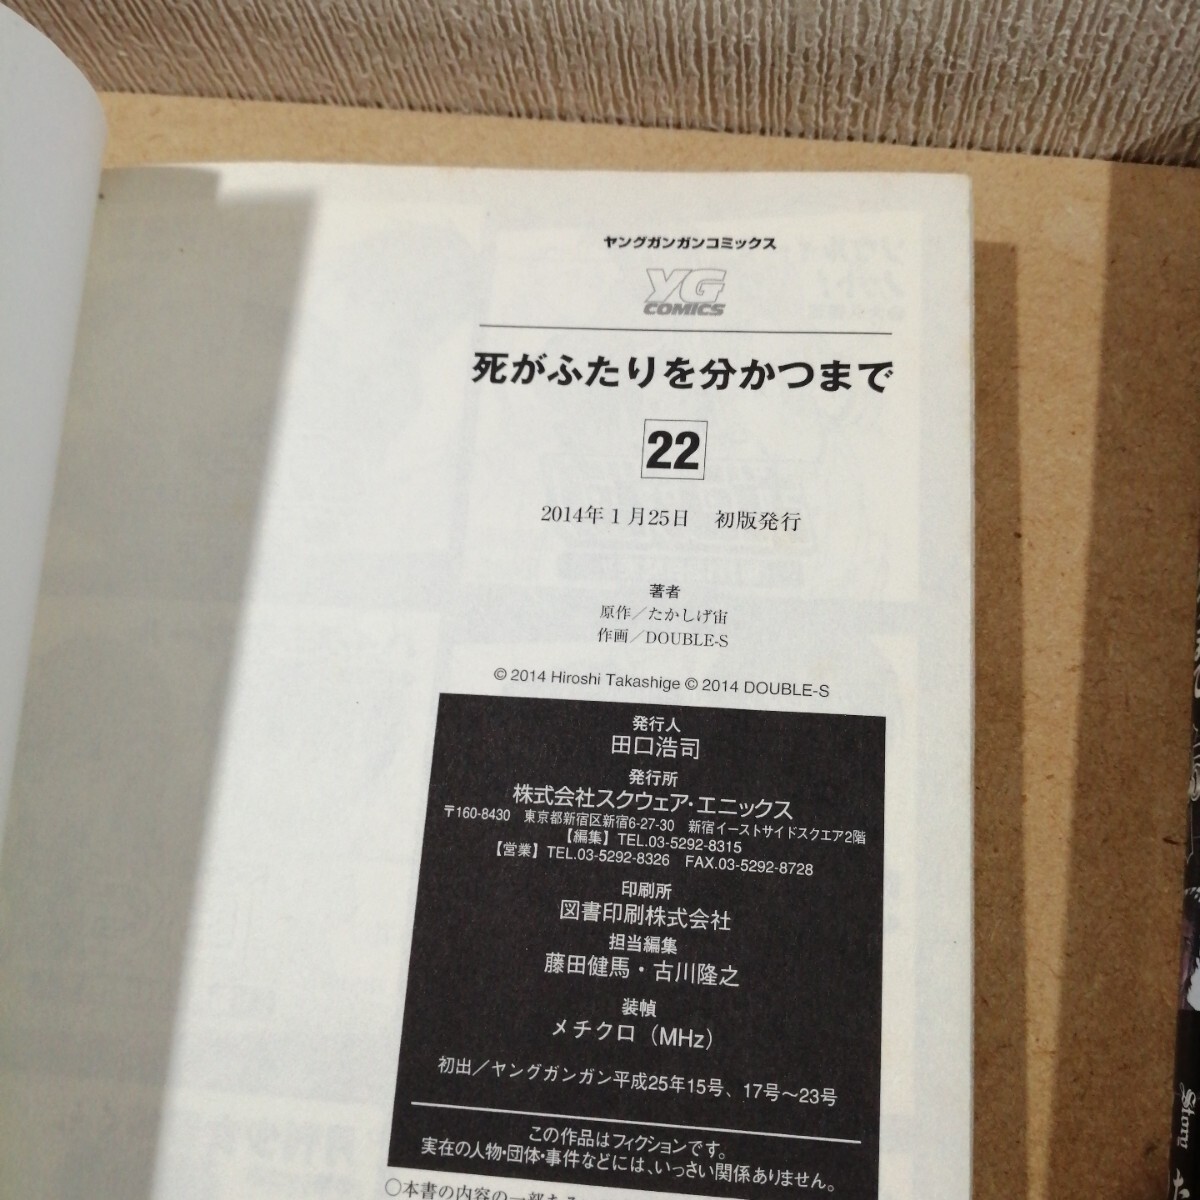 ヤングガンガンコミックス
YG
COMICS
死がふたりを分かつまで
22
2014年1月25日　初版発行
著者
原作／たかしげ宙
作画／DOUBLE-S
© 2014 Hiroshi Takashige © 2014 DOUBLE-S
発行人
田口浩司
発行所
株式会社スクウェア・エニックス
〒160-8430　東京都新宿区新宿6-27-30　新宿イーストサイドスクエア2階
【編集】TEL.03-5292-8315
【営業】TEL.03-5292-8326　FAX.03-5292-8728
印刷所
図書印刷株式会社
担当編集
藤田健馬・古川隆之
装幀
メチクロ（MHz）
初出／ヤングガンガン平成25年15号、17号～23号
この作品はフィクションです。
実在の人物・団体・事件などには、いっさい関係ありません。
○本書の内容の一部
Story